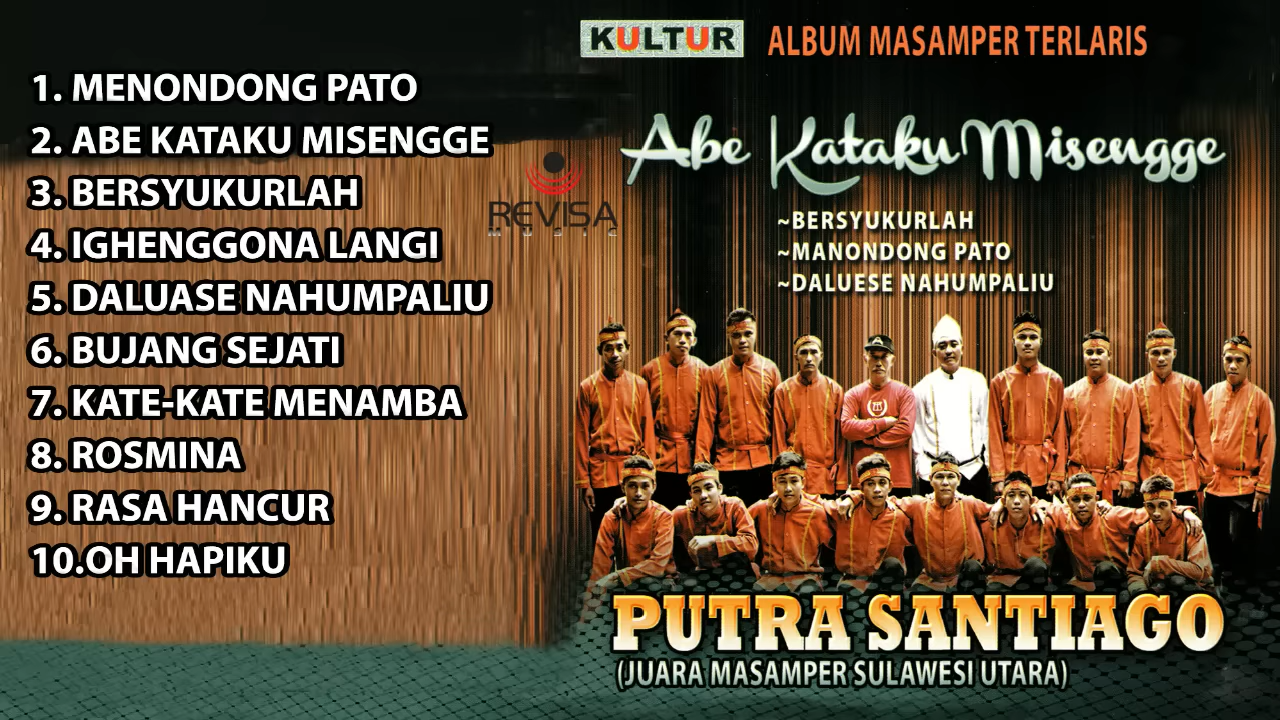 1. MENONDONG PATO
2. ABE KATAKU MISENGGE
3. BERSYUKURLAH
4. IGHENGGONA LANGI
5. DALUASE NAHUMPALIU
6. BUJANG SEJATI
7. KATE-KATE MENAMBA
8. ROSMINA
9. RASA HANCUR
10.OH HAPIKU
REVISA
MUSIC
KULTUR
ALBUM MASAMPER TERLARIS
Abe Kataku Misengge
~BERSYUKURLAH
~MANONDONG PATO
~DALUESE NAHUMPALIU
PUTRA SANTIAGO
(JUARA MASAMPER SULAWESI UTARA)